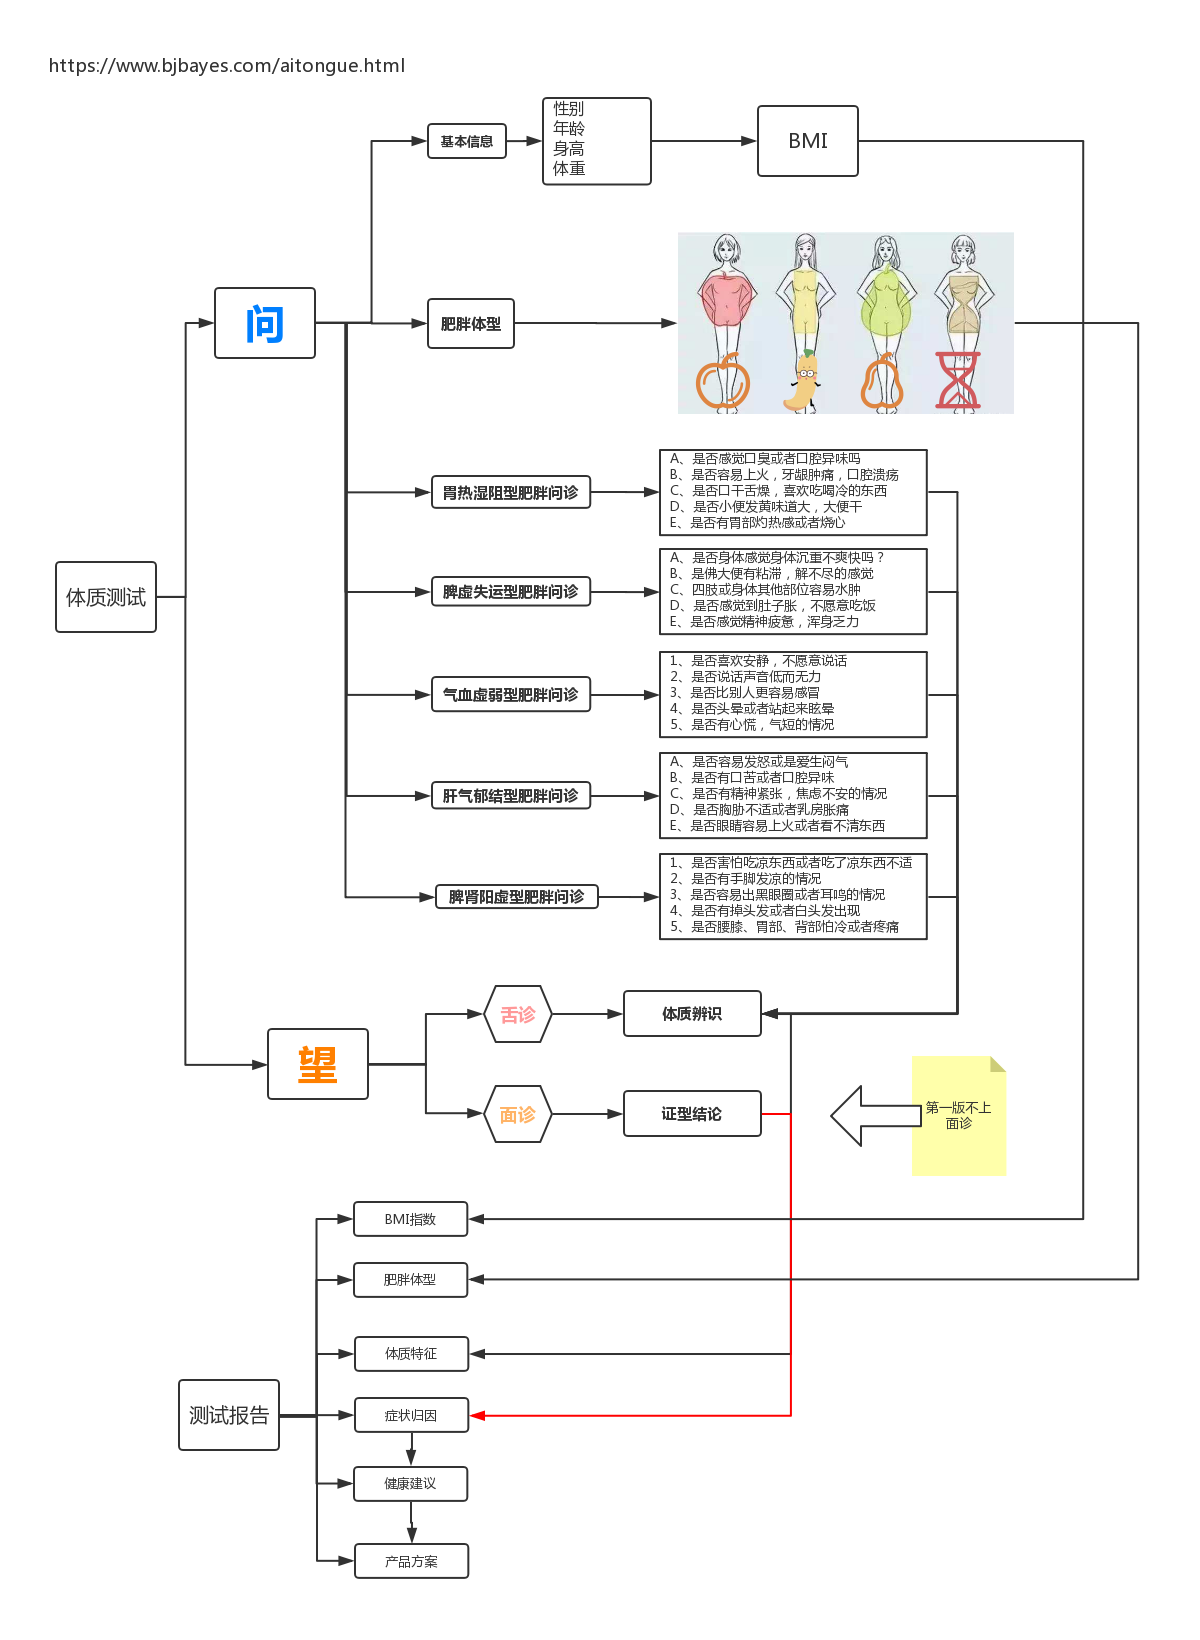 https://www.bjbayes.com/aitongue.html
性别
年龄
身高
体重
基本信息
BMI
问
肥胖体型
A、是否感觉口臭或者口腔异味吗
B、是否容易上火，牙龈肿痛，口腔溃疡
C、是否口干舌燥，喜欢吃喝冷的东西
D、是否小便发黄味道大，大便干
E、是否有胃部灼热感或者烧心
胃热湿阻型肥胖问诊
A、是否身体感觉身体沉重不爽快吗？
B、是佛大便有粘滞，解不尽的感觉
C、四肢或身体其他部位容易水肿
D、是否感觉到肚子胀，不愿意吃饭
E、是否感觉精神疲惫，浑身乏力
脾虚失运型肥胖问诊
体质测试
1、是否喜欢安静，不愿意说话
2、是否说话声音低而无力
3、是否比别人更容易感冒
4、是否头晕或者站起来眩晕
5、是否有心慌，气短的情况
气血虚弱型肥胖问诊
A、是否容易发怒或是爱生闷气
B、是否有口苦或者口腔异味
C、是否有精神紧张，焦虑不安的情况
D、是否胸胁不适或者乳房胀痛
E、是否眼睛容易上火或者看不清东西
肝气郁结型肥胖问诊
1、是否害怕吃凉东西或者吃了凉东西不适
2、是否有手脚发凉的情况
3、是否容易出黑眼圈或者耳鸣的情况
4、是否有掉头发或者白头发出现
5、是否腰膝、胃部、背部怕冷或者疼痛
脾肾阳虚型肥胖问诊
舌诊
体质辨识
望
面诊
证型结论
第一版不上
面诊
BMI指数
肥胖体型
体质特征
测试报告
症状归因
健康建议
产品方案